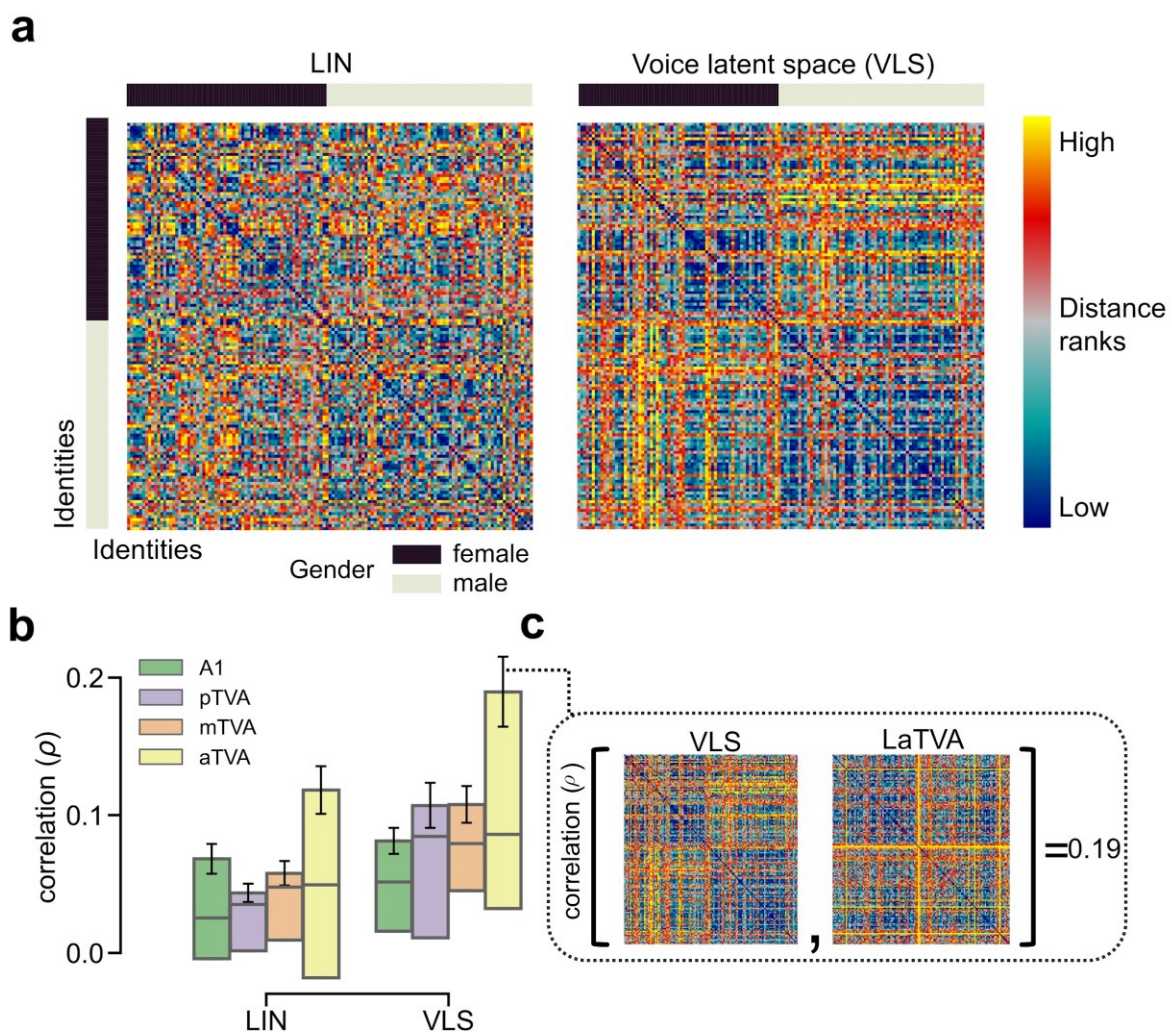 a
LIN
Voice latent space (VLS)
High
Distance
ranks
Low
Identities
Identities
Gender
female
male
b
c
A1
pTVA
mTVA
aTVA
correlation (ρ)
0.2
0.1
0.0
LIN
VLS
correlation (ρ)
VLS
LaTVA
[ , ] =0.19